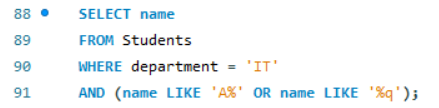 88 SELECT name
89 FROM Students
90 WHERE department = 'IT'
91 AND (name LIKE 'A%' OR name LIKE '%q');